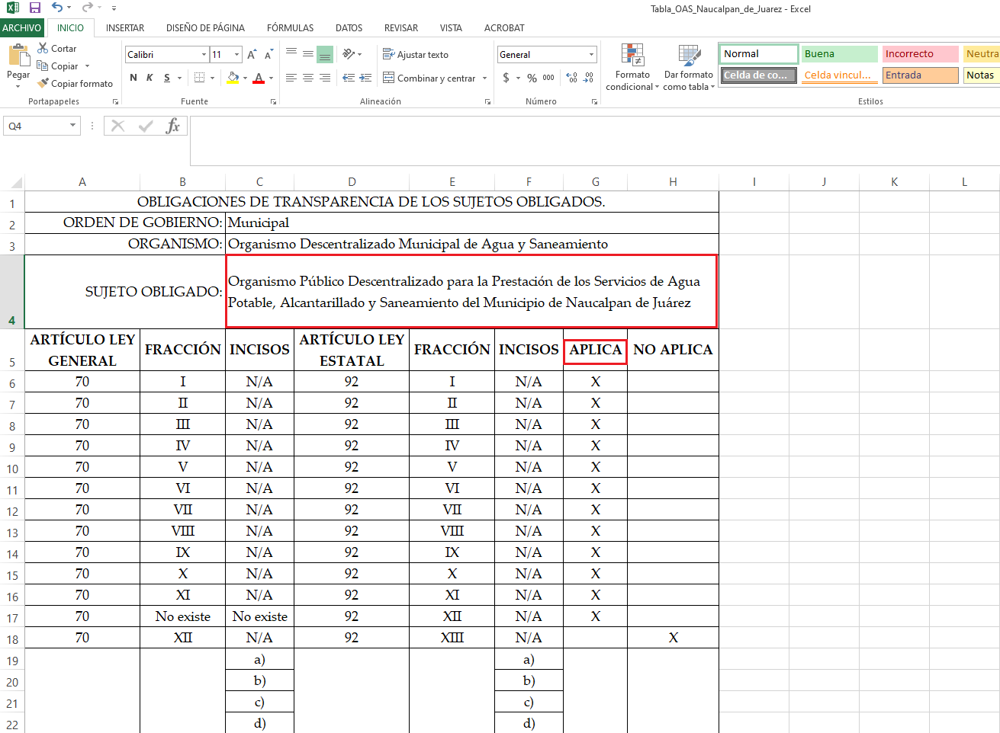 Tabla_OAS_Naucalpan_de_Juarez - Excel
ARCHIVO INICIO INSERTAR DISEÑO DE PÁGINA FÓRMULAS DATOS REVISAR VISTA ACROBAT
Pegar
Cortar
Copiar
Copiar formato
Portapapeles
Calibri 11
N K S
Fuente
Ajustar texto
Combinar y centrar
Alineación
General
$ % 000
Número
Formato condicional
Dar formato como tabla
Normal Buena Incorrecto Neutra
Celda de co... Celda vincul... Entrada Notas
Estilos
Q4 fx
A B C D E F G H I J K L
1 OBLIGACIONES DE TRANSPARENCIA DE LOS SUJETOS OBLIGADOS.
2 ORDEN DE GOBIERNO: Municipal
3 ORGANISMO: Organismo Descentralizado Municipal de Agua y Saneamiento
4 SUJETO OBLIGADO: Organismo Público Descentralizado para la Prestación de los Servicios de Agua
Potable, Alcantarillado y Saneamiento del Municipio de Naucalpan de Juárez
5 ARTÍCULO LEY GENERAL FRACCIÓN INCISOS ARTÍCULO LEY ESTATAL FRACCIÓN INCISOS APLICA NO APLICA
6 70 I N/A 92 I N/A X
7 70 II N/A 92 II N/A X
8 70 III N/A 92 III N/A X
9 70 IV N/A 92 IV N/A X
10 70 V N/A 92 V N/A X
11 70 VI N/A 92 VI N/A X
12 70 VII N/A 92 VII N/A X
13 70 VIII N/A 92 VIII N/A X
14 70 IX N/A 92 IX N/A X
15 70 X N/A 92 X N/A X
16 70 XI N/A 92 XI N/A X
17 70 No existe No existe 92 XII N/A X
18 70 XII N/A 92 XIII N/A X
19 a) a)
20 b) b)
21 c) c)
22 d) d)